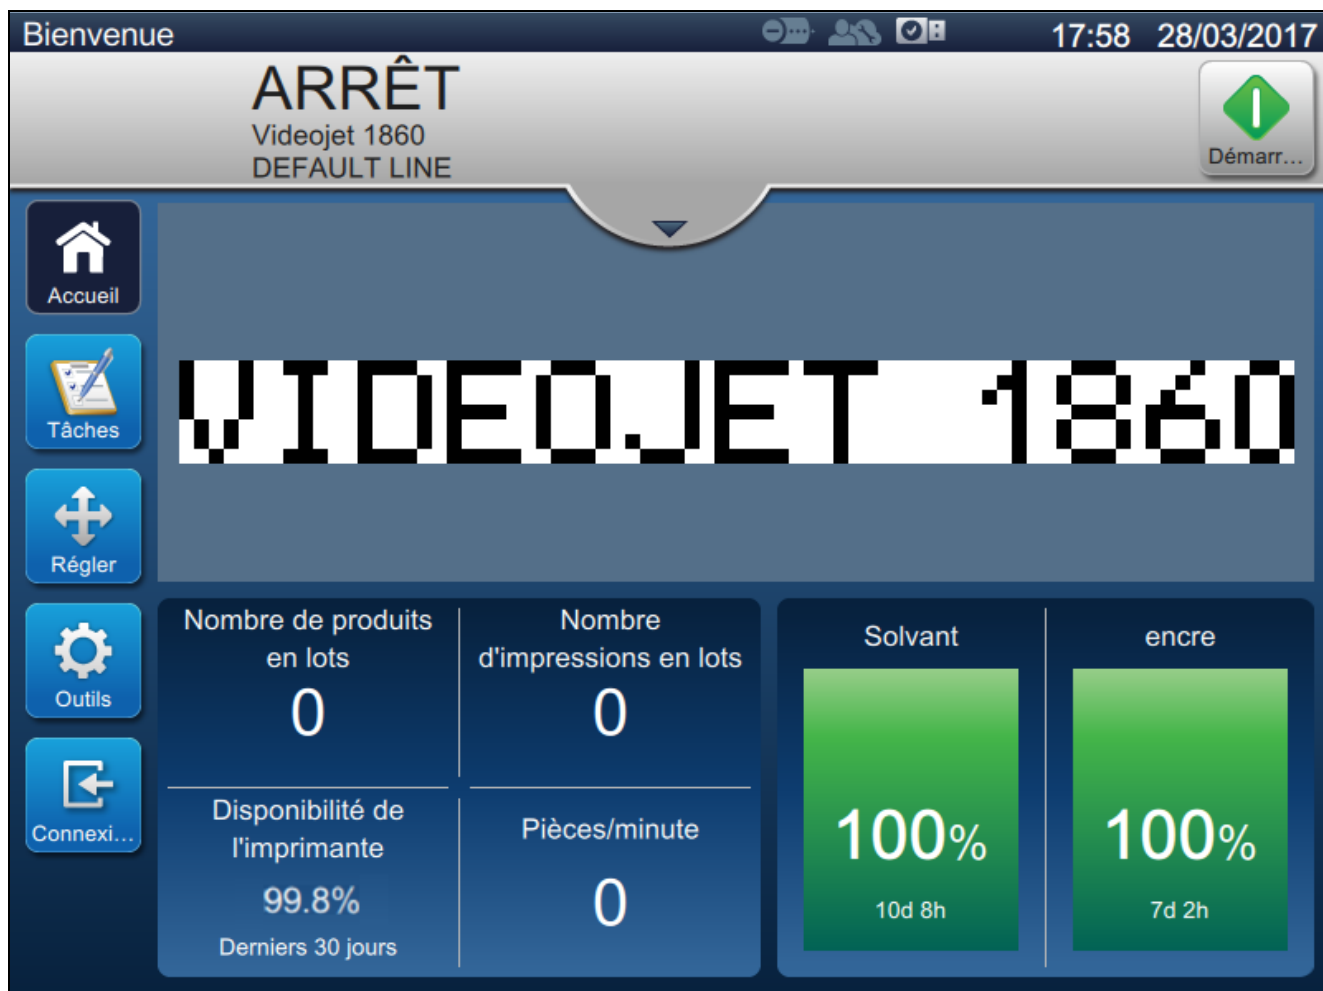 Bienvenue
17:58 28/03/2017
ARRÊT
Videojet 1860
DEFAULT LINE
Démarr...
Accueil
Tâches
Régler
Outils
Connexi...
VIDEOJET 1860
Nombre de produits
en lots
0
Nombre
d'impressions en lots
0
Disponibilité de
l'imprimante
99.8%
Derniers 30 jours
Pièces/minute
0
Solvant
100%
10d 8h
encre
100%
7d 2h